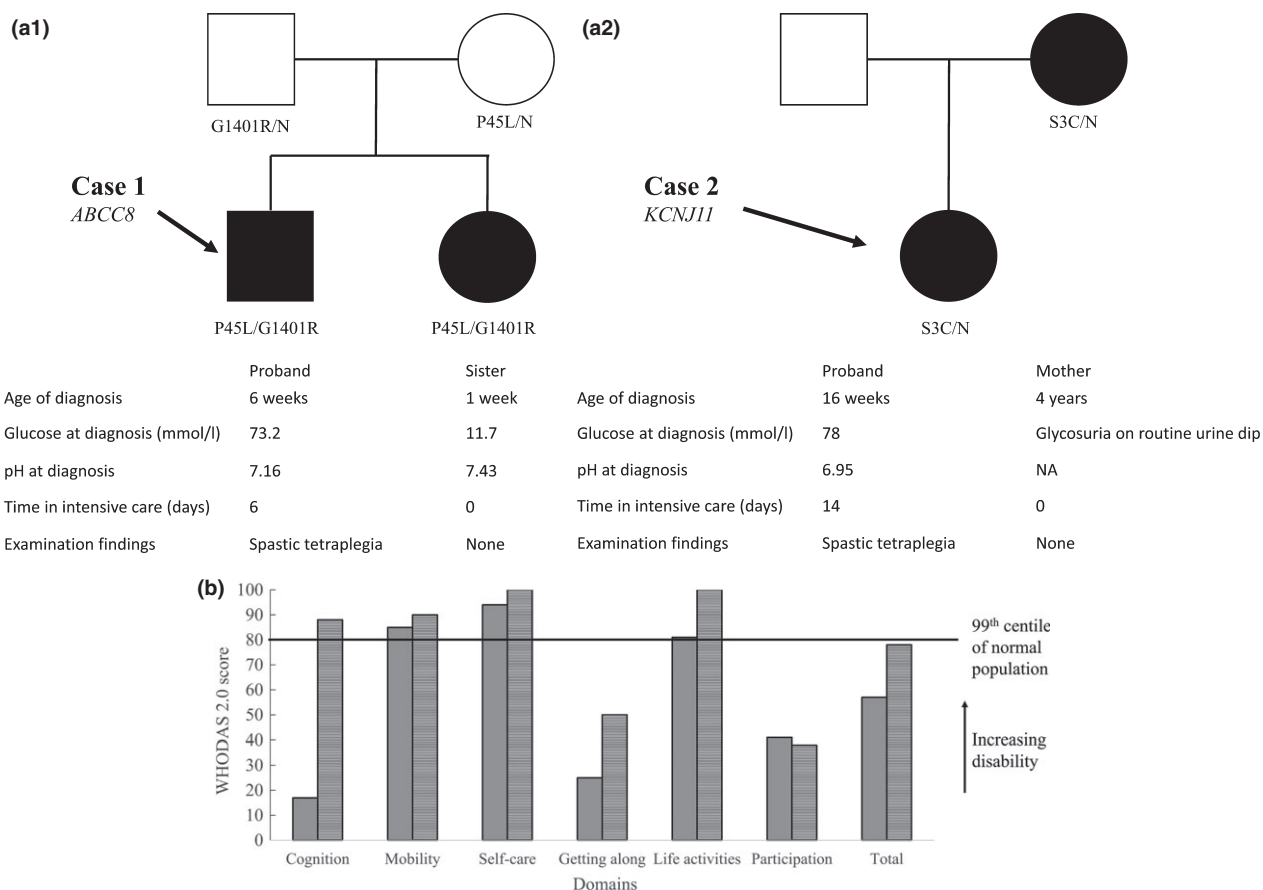 (a1)
G1401R/N
P45L/N
Case 1
ABCC8
P45L/G1401R
P45L/G1401R
Proband Sister
Age of diagnosis 6 weeks 1 week
Glucose at diagnosis (mmol/l) 73.2 11.7
pH at diagnosis 7.16 7.43
Time in intensive care (days) 6 0
Examination findings Spastic tetraplegia None
(a2)
S3C/N
Case 2
KCNJ11
S3C/N
Proband Mother
Age of diagnosis 16 weeks 4 years
Glucose at diagnosis (mmol/l) 78 Glycosuria on routine urine dip
pH at diagnosis 6.95 NA
Time in intensive care (days) 14 0
Examination findings Spastic tetraplegia None
(b)
WHODAS 2.0 score
100
90
80
70
60
50
40
30
20
10
0
Cognition Mobility Self-care Getting along Life activities Participation Total
Domains
99th centile
of normal
population
Increasing
disability